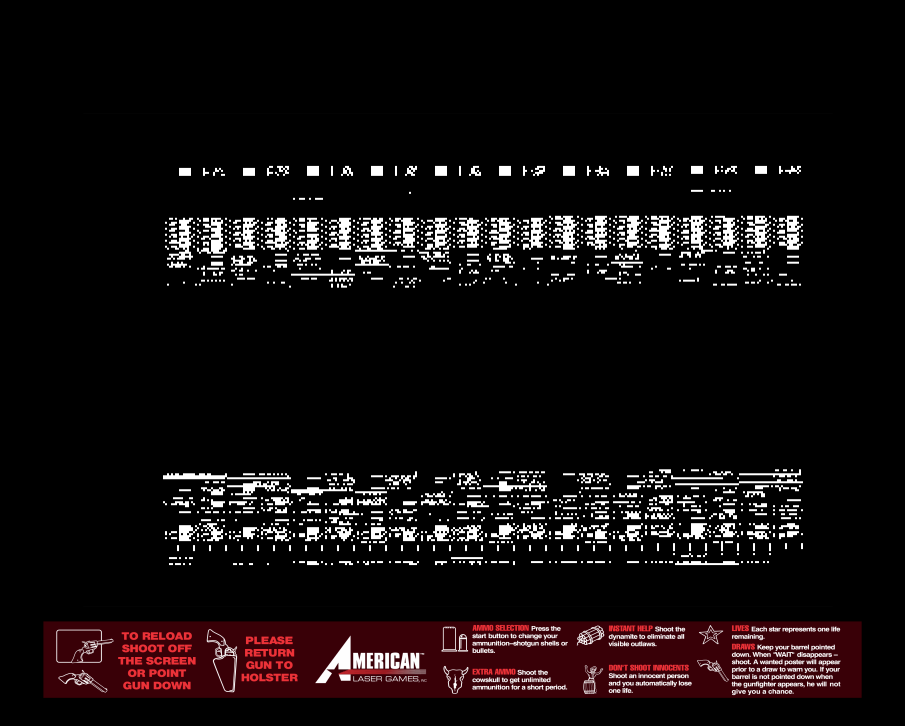 TO RELOAD
SHOOT OFF
THE SCREEN
OR POINT
GUN DOWN
PLEASE
RETURN
GUN TO
HOLSTER
AMERICAN™
LASER GAMES, INC
AMMO SELECTION Press the
start button to change your
ammunition–shotgun shells or
bullets.
EXTRA AMMO Shoot the
cowskull to get unlimited
ammunition for a short period.
INSTANT HELP Shoot the
dynamite to eliminate all
visible outlaws.
DON'T SHOOT INNOCENTS
Shoot an innocent person
and you automatically lose
one life.
LIVES Each star represents one life
remaining.
DRAWS Keep your barrel pointed
down. When "WAIT" disappears –
shoot. A wanted poster will appear
prior to a draw to warn you. If your
barrel is not pointed down when
the gunfighter appears, he will not
give you a chance.